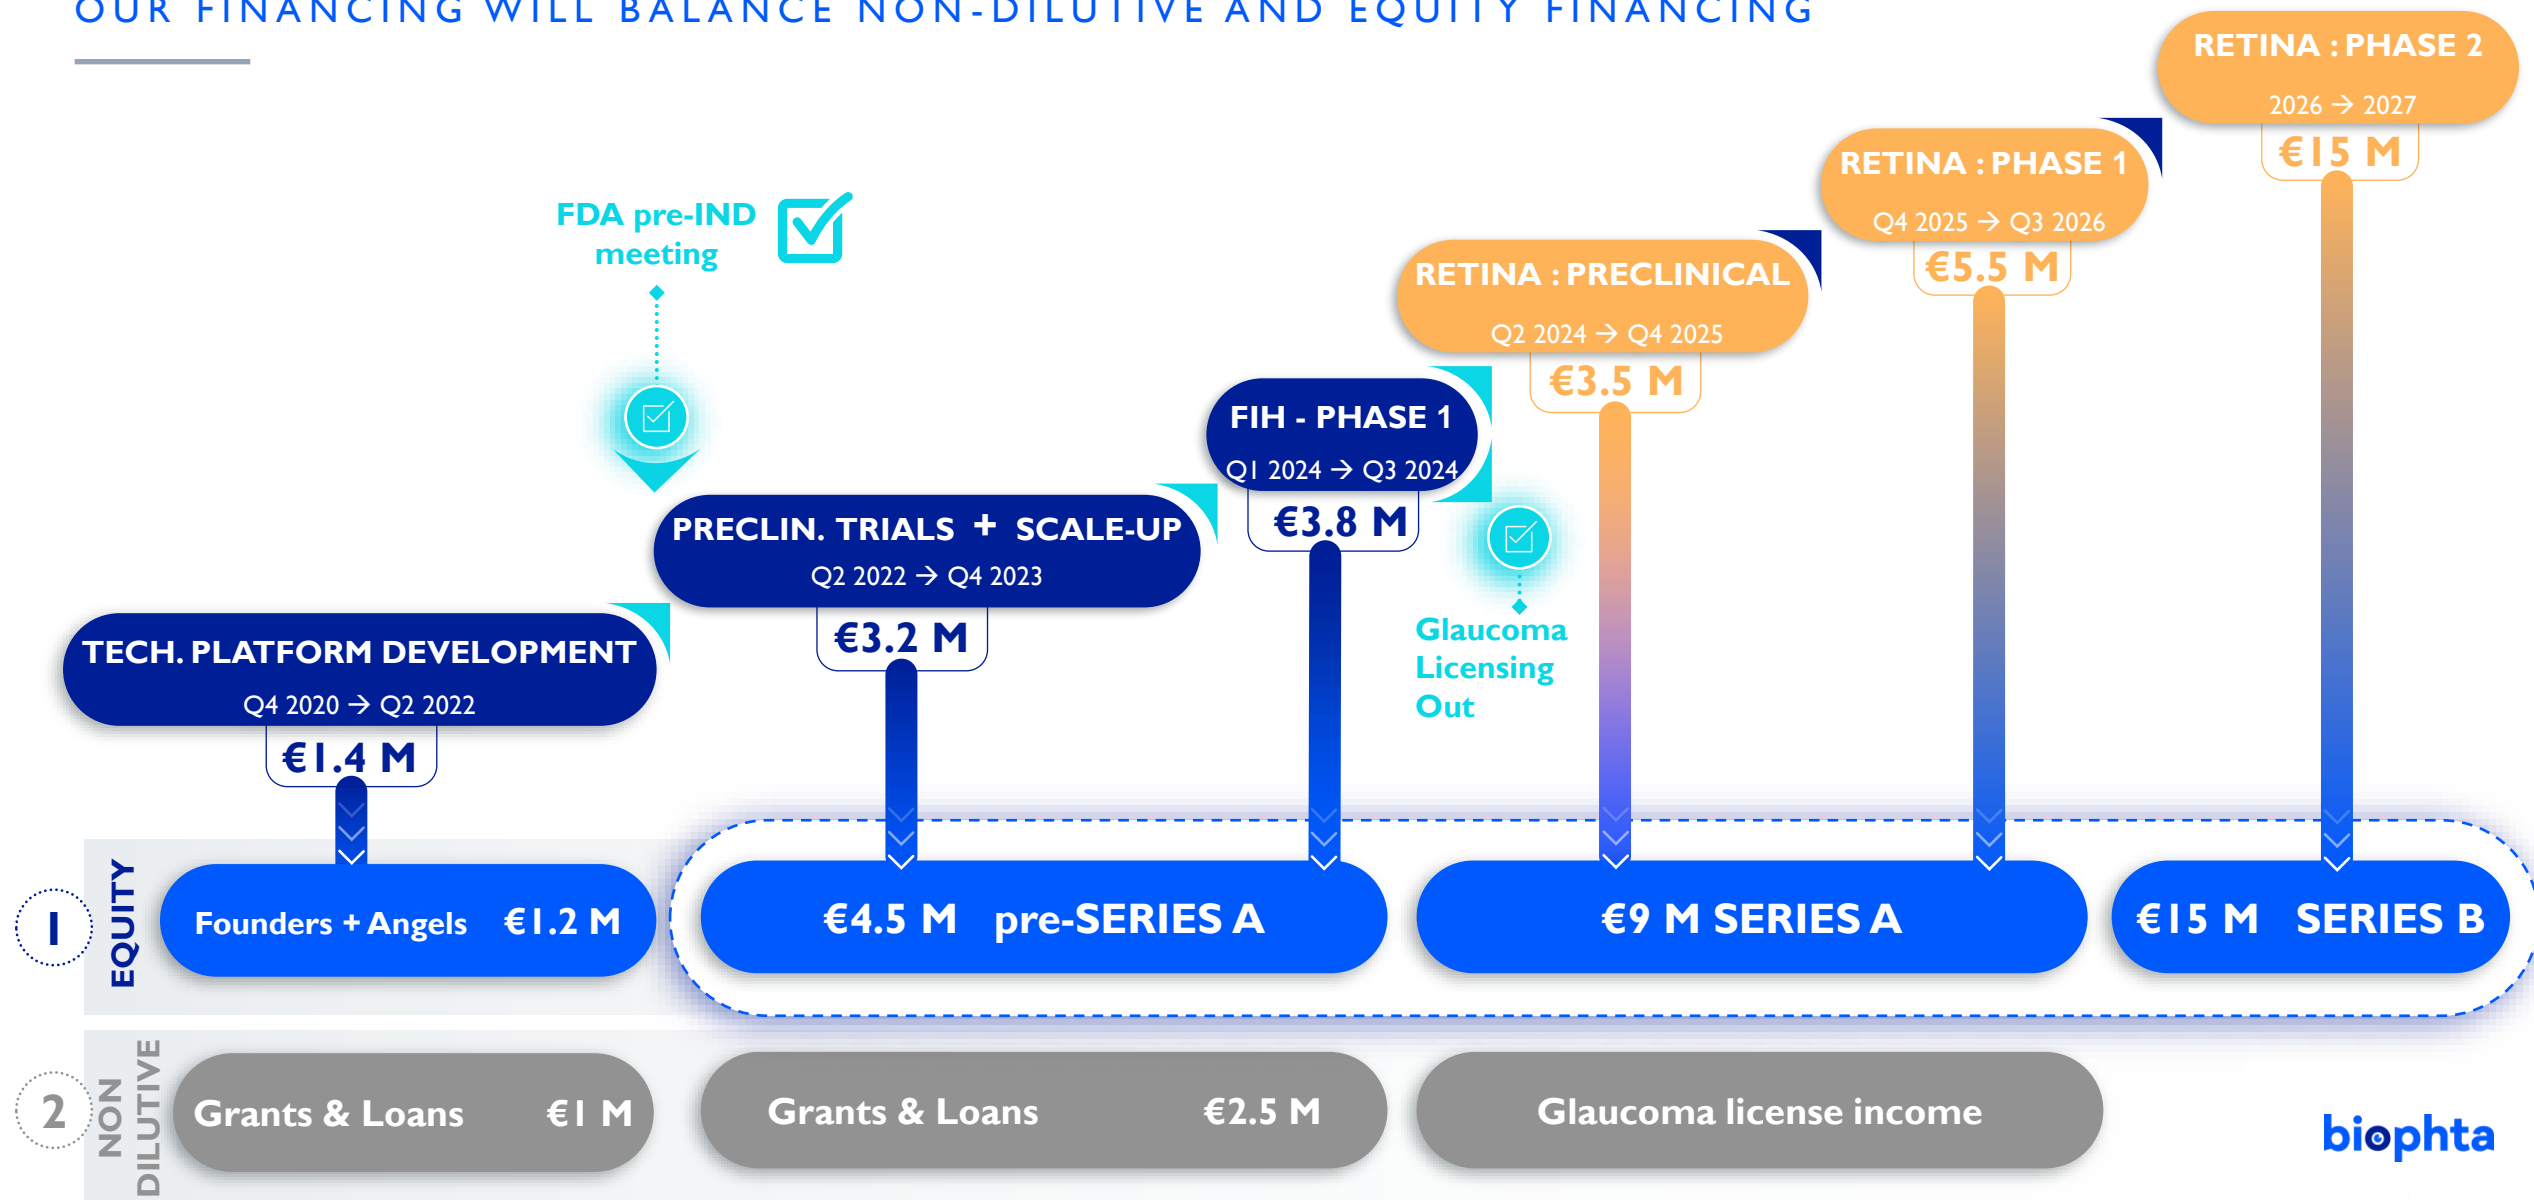 OUR FINANCING WILL BALANCE NON-DILUTIVE AND EQUITY FINANCING
RETINA : PHASE 2
2026 → 2027
€15 M
RETINA : PHASE 1
Q4 2025 → Q3 2026
€5.5 M
FDA pre-IND
meeting
RETINA : PRECLINICAL
Q2 2024 → Q4 2025
€3.5 M
FIH - PHASE 1
Q1 2024 → Q3 2024
€3.8 M
PRECLIN. TRIALS + SCALE-UP
Q2 2022 → Q4 2023
€3.2 M
Glaucoma
Licensing
Out
TECH. PLATFORM DEVELOPMENT
Q4 2020 → Q2 2022
€1.4 M
1
EQUITY
Founders + Angels €1.2 M
€4.5 M pre-SERIES A
€9 M SERIES A
€15 M SERIES B
2
NON
DILUTIVE
Grants & Loans €1 M
Grants & Loans €2.5 M
Glaucoma license income
biophta